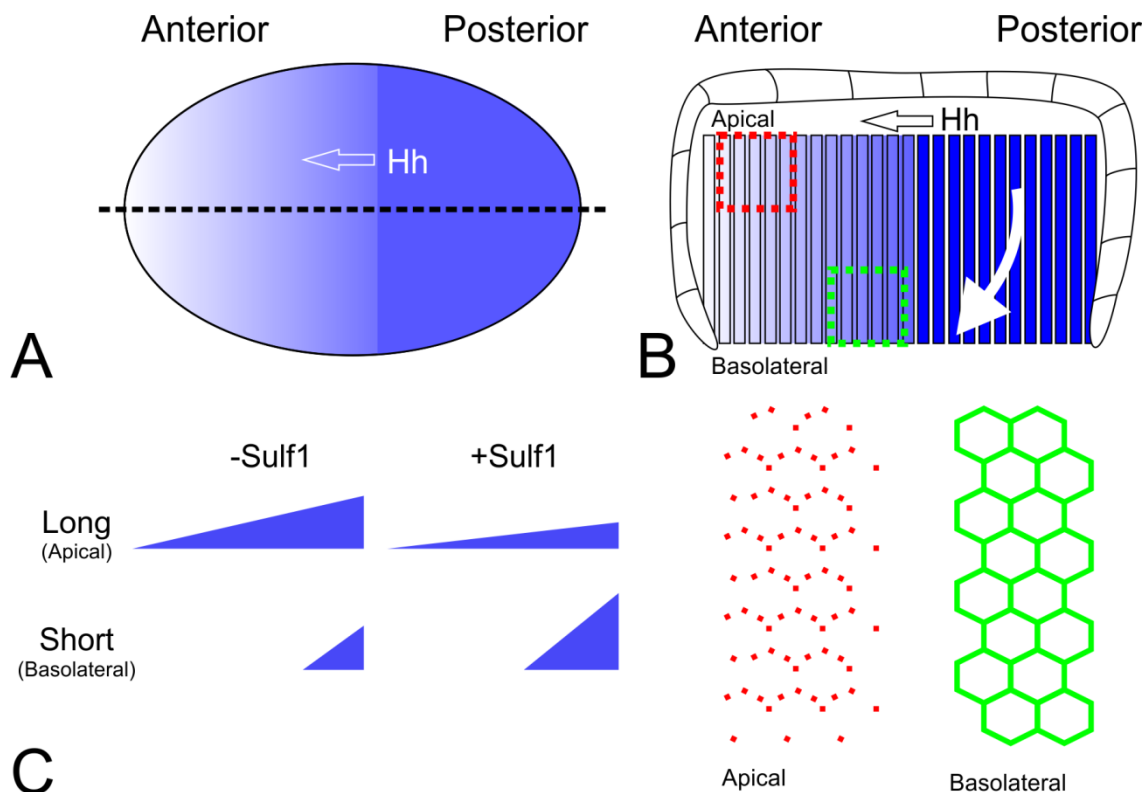 Anterior Posterior
Hh
A
Anterior Posterior
Apical
Hh
Basolateral
B
-Sulf1 +Sulf1
Long
(Apical)
Short
(Basolateral)
C
Apical Basolateral